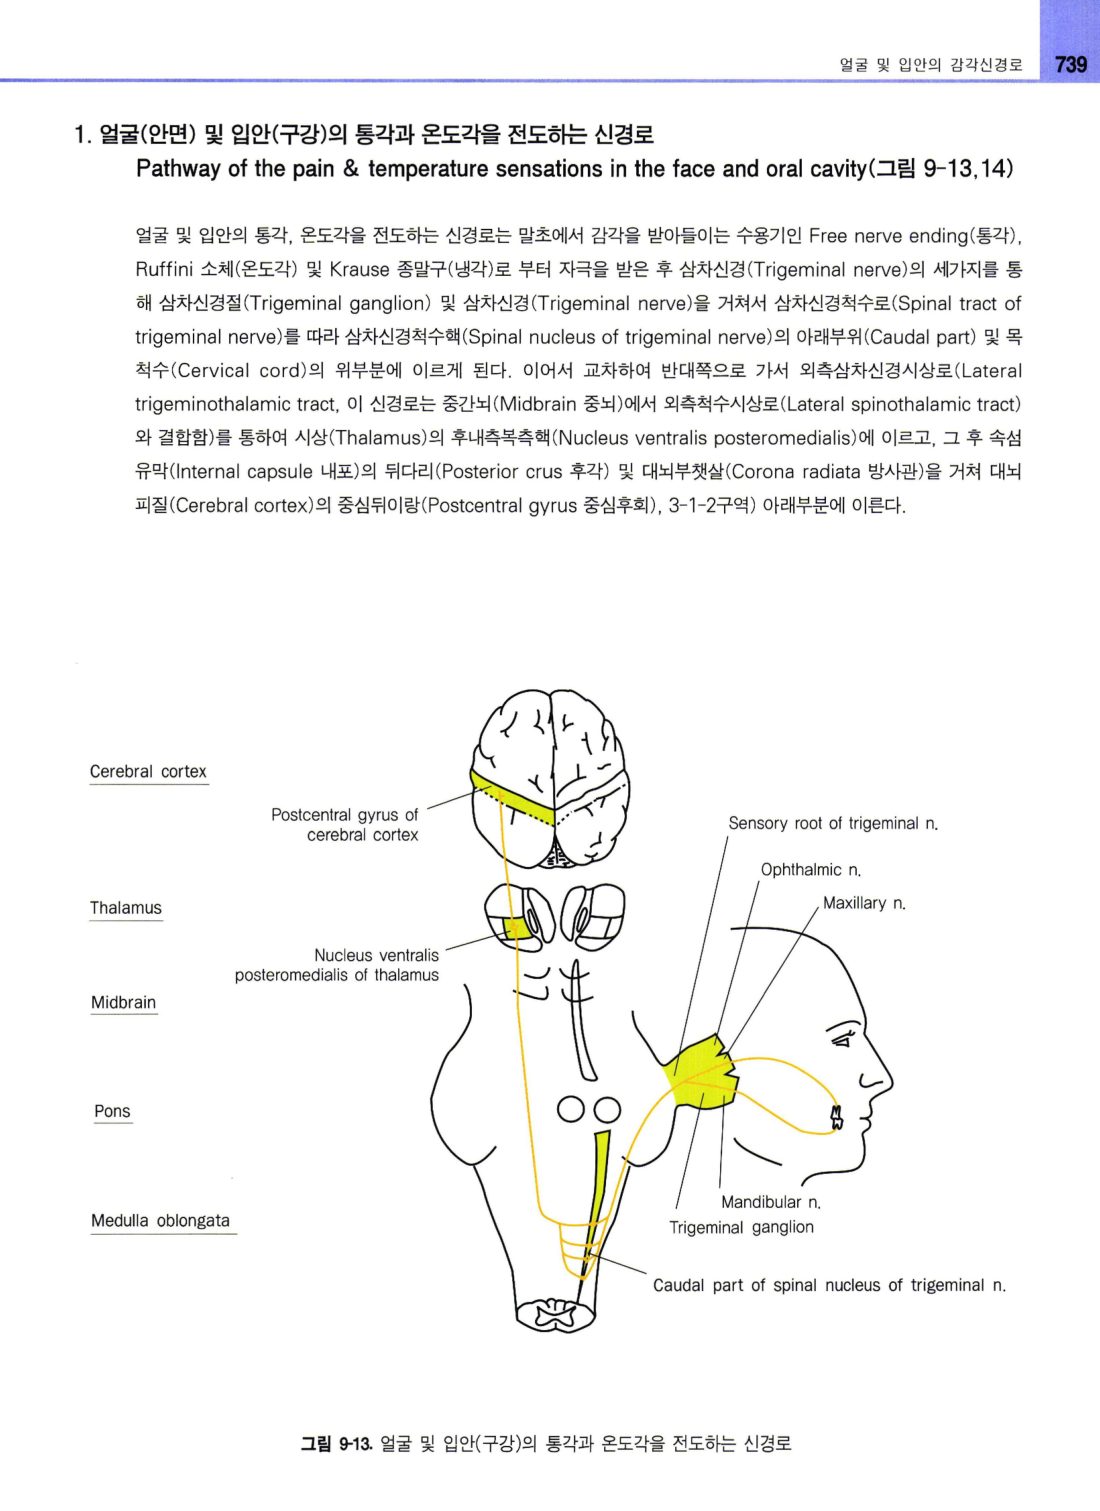 얼굴 및 입안의 감각신경로 739
1. 얼굴(안면) 및 입안(구강)의 통각과 온도각을 전도하는 신경로
Pathway of the pain & temperature sensations in the face and oral cavity(그림 9-13,14)
얼굴 및 입안의 통각, 온도각을 전도하는 신경로는 말초에서 감각을 받아들이는 수용기인 Free nerve ending(통각),
Ruffini 소체(온도각) 및 Krause 종말구(냉각)로 부터 자극을 받은 후 삼차신경(Trigeminal nerve)의 세가지를 통
해 삼차신경절(Trigeminal ganglion) 및 삼차신경(Trigeminal nerve)을 거쳐서 삼차신경척수로(Spinal tract of
trigeminal nerve)를 따라 삼차신경척수핵(Spinal nucleus of trigeminal nerve)의 아래부위(Caudal part) 및 목
척수(Cervical cord)의 위부분에 이르게 된다. 이어서 교차하여 반대쪽으로 가서 외측삼차신경시상로(Lateral
trigeminothalamic tract, 이 신경로는 중간뇌(Midbrain 중뇌)에서 외측척수시상로(Lateral spinothalamic tract)
와 결합함)를 통하여 시상(Thalamus)의 후내측복측핵(Nucleus ventralis posteromedialis)에 이르고, 그 후 속섬
유막(Internal capsule 내포)의 뒤다리(Posterior crus 후각) 및 대뇌부챗살(Corona radiata 방사관)을 거쳐 대뇌
피질(Cerebral cortex)의 중심뒤이랑(Postcentral gyrus 중심후회), 3-1-2구역) 아래부분에 이른다.
Cerebral cortex
Postcentral gyrus of
cerebral cortex
Sensory root of trigeminal n.
Ophthalmic n.
Maxillary n.
Thalamus
Nucleus ventralis
posteromedialis of thalamus
Midbrain
Pons
Mandibular n.
Trigeminal ganglion
Medulla oblongata
Caudal part of spinal nucleus of trigeminal n.
그림 9-13. 얼굴 및 입안(구강)의 통각과 온도각을 전도하는 신경로